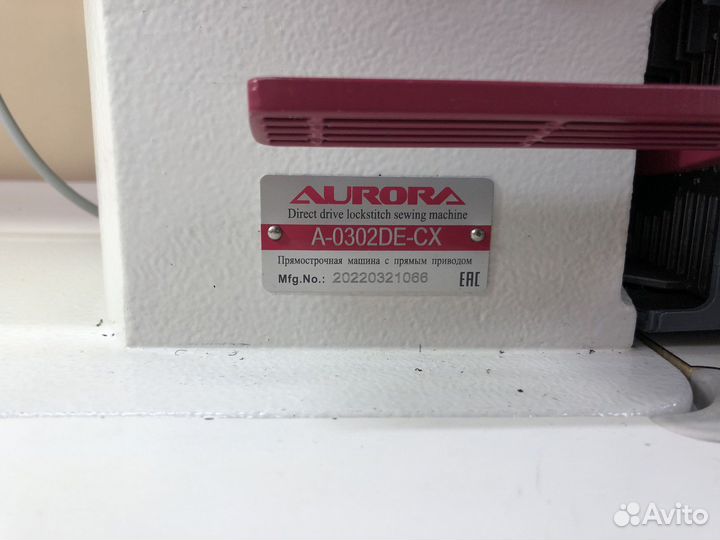 AURORA
Direct drive lockstitch sewing machine
A-0302DE-CX
Прямострочная машина с прямым приводом
Mfg.No.: 20220321066
EAC
Avito